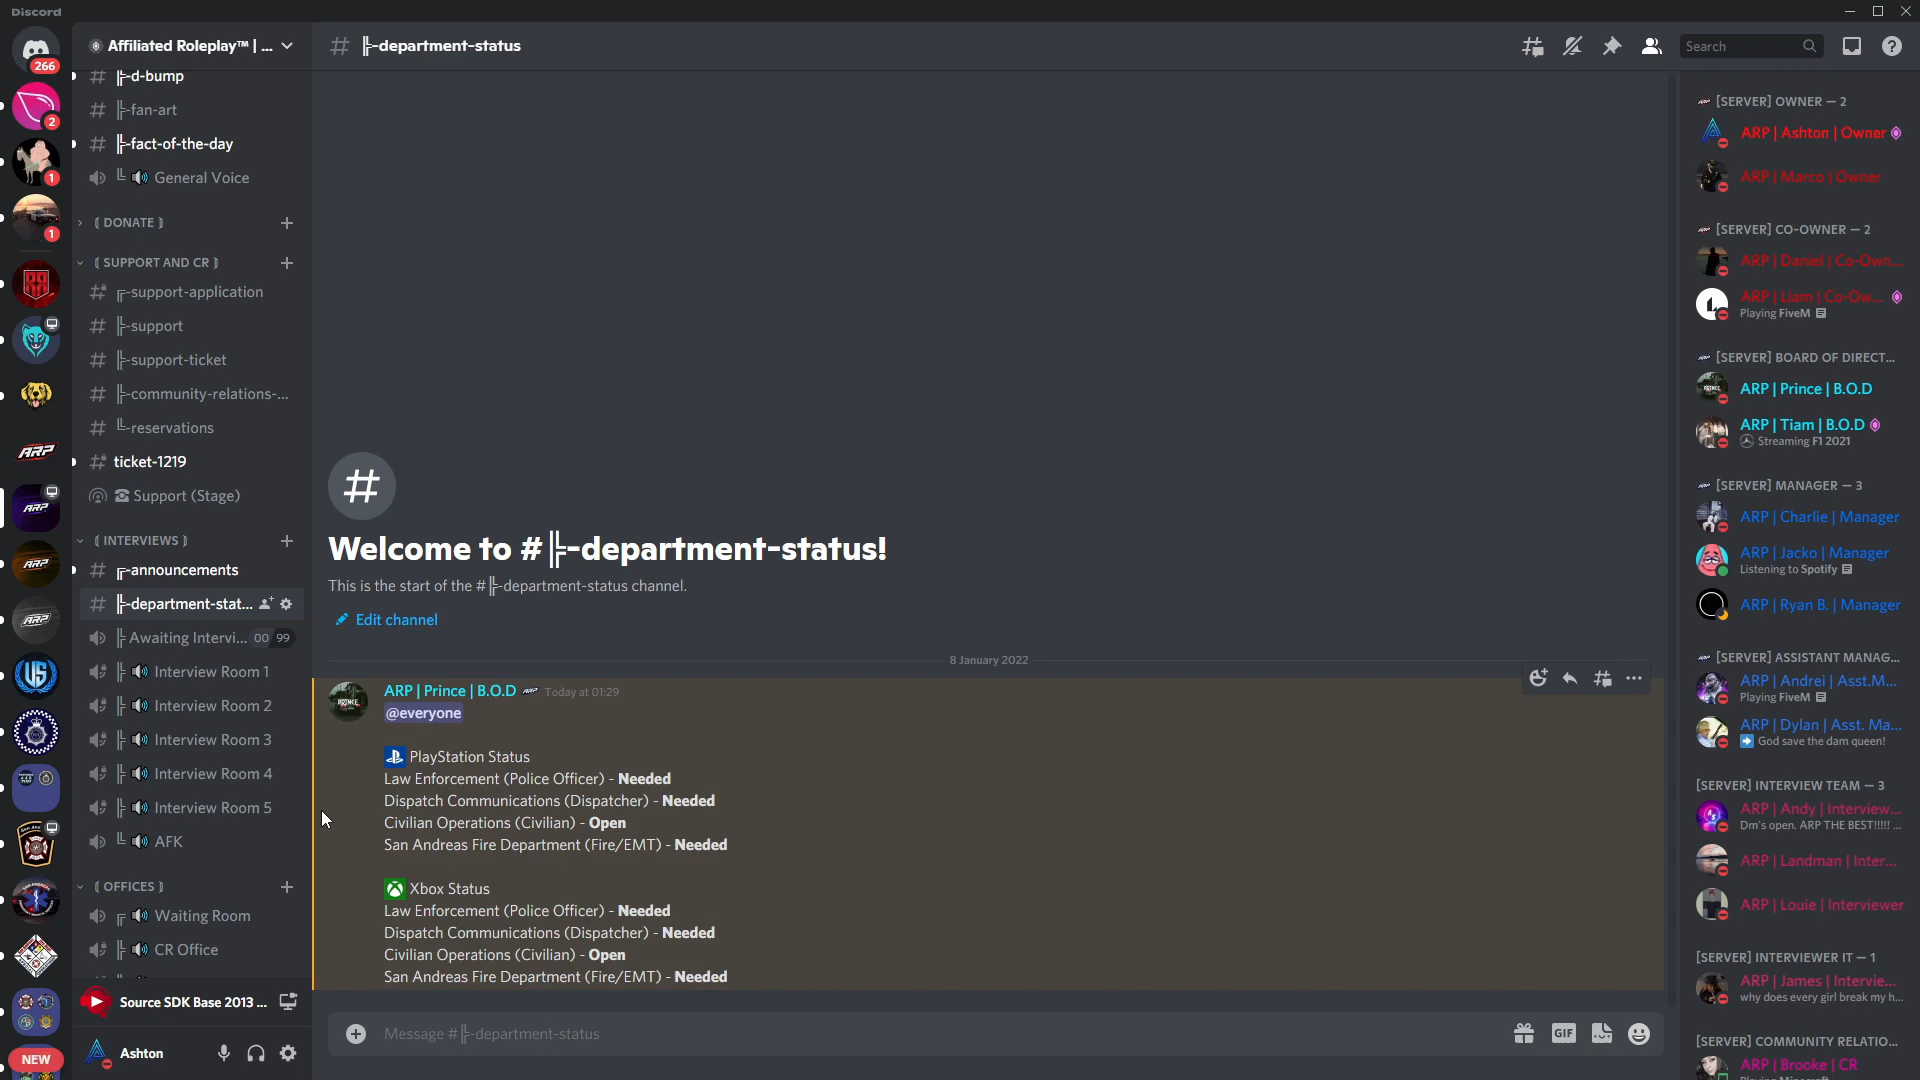 Discord
266
2
1
1
NEW
Affiliated Roleplay™ | ...
╠-d-bump
╠-fan-art
╠-fact-of-the-day
╚ General Voice
⟬ DONATE ⟭
⟬ SUPPORT AND CR ⟭
╔-support-application
╠-support
╠-support-ticket
╠-community-relations-...
╚-reservations
ticket-1219
☎ Support (Stage)
⟬ INTERVIEWS ⟭
╔-announcements
╠-department-stat...
╠ Awaiting Intervi... 00 99
╠ 🔊 Interview Room 1
╠ 🔊 Interview Room 2
╠ 🔊 Interview Room 3
╠ 🔊 Interview Room 4
╠ 🔊 Interview Room 5
╚ 🔊 AFK
⟬ OFFICES ⟭
╔ 🔊 Waiting Room
╠ 🔊 CR Office
Source SDK Base 2013 ...
Ashton
# ╠-department-status
Search
Welcome to #╠-department-status!
This is the start of the #╠-department-status channel.
Edit channel
8 January 2022
ARP | Prince | B.O.D Today at 01:29
@everyone
PlayStation Status
Law Enforcement (Police Officer) - Needed
Dispatch Communications (Dispatcher) - Needed
Civilian Operations (Civilian) - Open
San Andreas Fire Department (Fire/EMT) - Needed
Xbox Status
Law Enforcement (Police Officer) - Needed
Dispatch Communications (Dispatcher) - Needed
Civilian Operations (Civilian) - Open
San Andreas Fire Department (Fire/EMT) - Needed
Message #╠-department-status
GIF
[SERVER] OWNER — 2
ARP | Ashton | Owner
ARP | Marco | Owner
[SERVER] CO-OWNER — 2
ARP | Daniel | Co-Own...
ARP | Liam | Co-Ow...
Playing FiveM
[SERVER] BOARD OF DIRECT...
ARP | Prince | B.O.D
ARP | Tiam | B.O.D
Streaming F1 2021
[SERVER] MANAGER — 3
ARP | Charlie | Manager
ARP | Jacko | Manager
Listening to Spotify
ARP | Ryan B. | Manager
[SERVER] ASSISTANT MANAG...
ARP | Andrei | Asst.M...
Playing FiveM
ARP | Dylan | Asst. Ma...
God save the dam queen!
[SERVER] INTERVIEW TEAM — 3
ARP | Andy | Interview...
Dm's open. ARP THE BEST!!!!! ...
ARP | Landman | Inter...
ARP | Louie | Interviewer
[SERVER] INTERVIEWER IT — 1
ARP | James | Intervie...
why does every girl break my h...
[SERVER] COMMUNITY RELATIO...
ARP | Brooke | CR